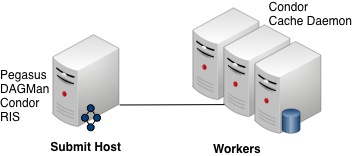 Condor
Cache Daemon
Pegasus
DAGMan
Condor
RIS
Submit Host
Workers